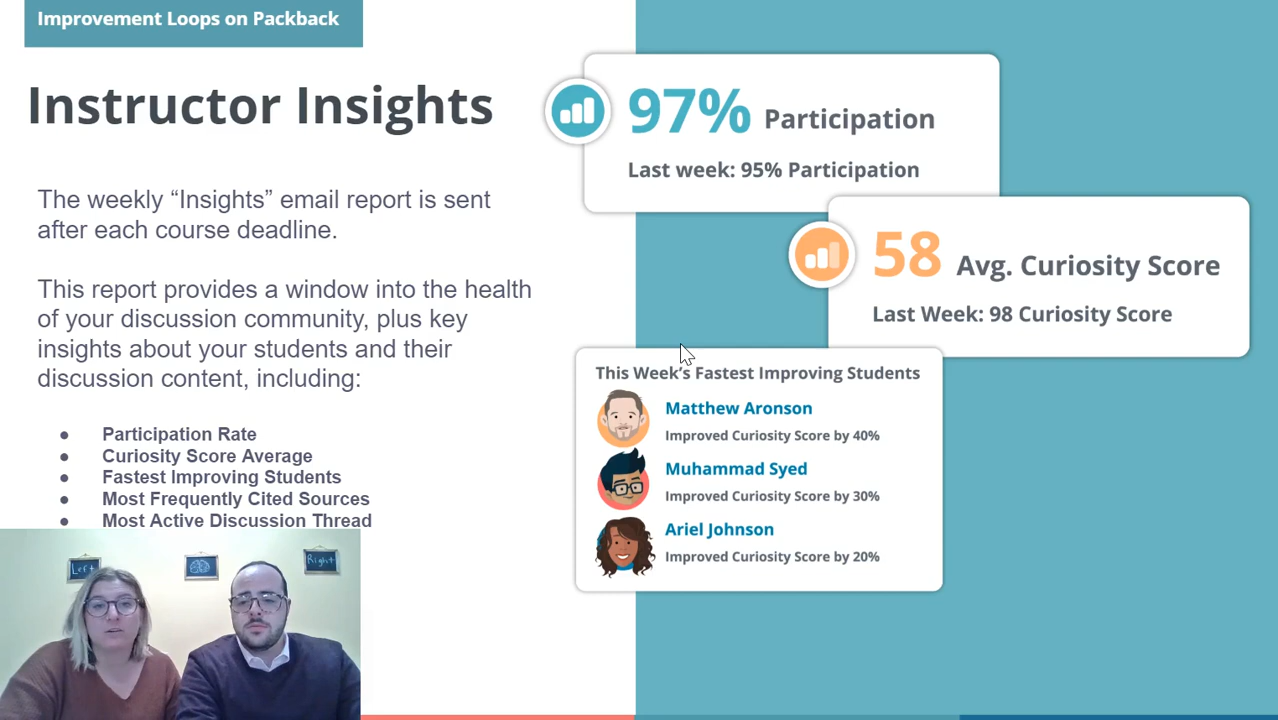 Improvement Loops on Packback
Instructor Insights
The weekly “Insights” email report is sent
after each course deadline.
This report provides a window into the health
of your discussion community, plus key
insights about your students and their
discussion content, including:
● Participation Rate
● Curiosity Score Average
● Fastest Improving Students
● Most Frequently Cited Sources
● Most Active Discussion Thread
97% Participation
Last week: 95% Participation
58 Avg. Curiosity Score
Last Week: 98 Curiosity Score
This Week’s Fastest Improving Students
Matthew Aronson
Improved Curiosity Score by 40%
Muhammad Syed
Improved Curiosity Score by 30%
Ariel Johnson
Improved Curiosity Score by 20%
Left
Right